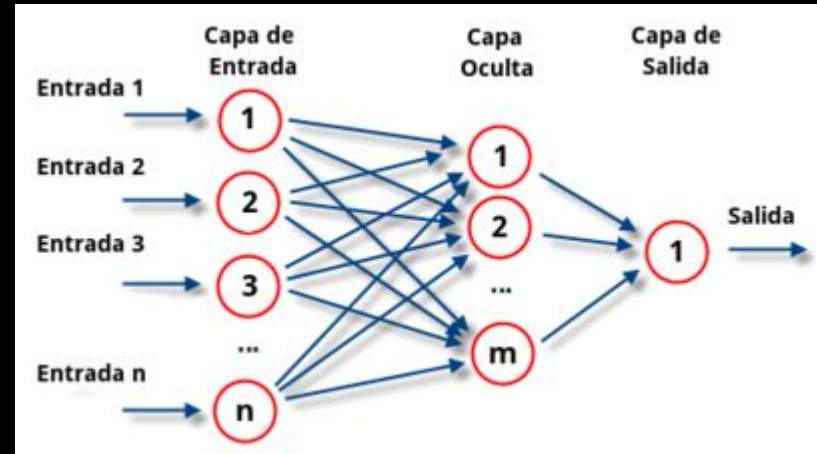 Capa de
Entrada
Capa
Oculta
Capa de
Salida
Entrada 1
Entrada 2
Entrada 3
Entrada n
1
2
3
...
n
1
2
...
m
1
Salida